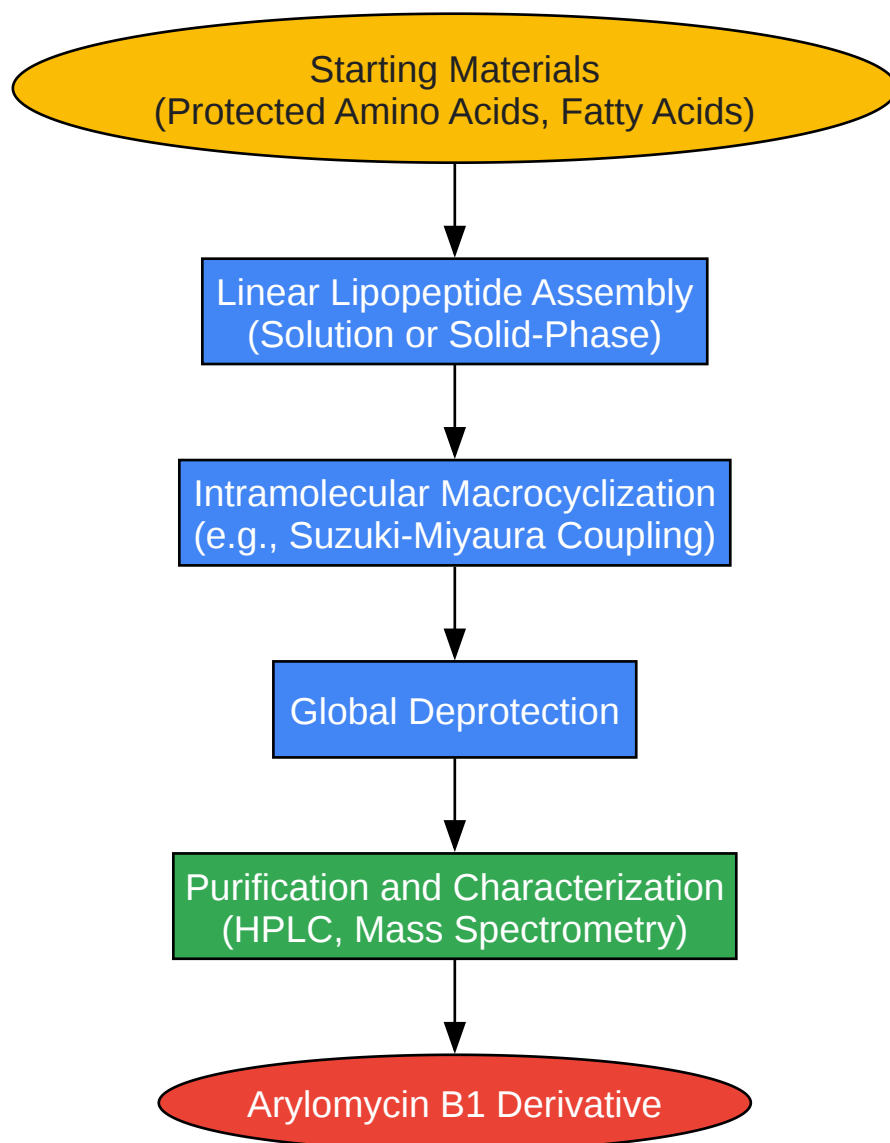 Starting Materials
(Protected Amino Acids, Fatty Acids)
Linear Lipopeptide Assembly
(Solution or Solid-Phase)
Intramolecular Macrocyclization
(e.g., Suzuki-Miyaura Coupling)
Global Deprotection
Purification and Characterization
(HPLC, Mass Spectrometry)
Arylomycin B1 Derivative